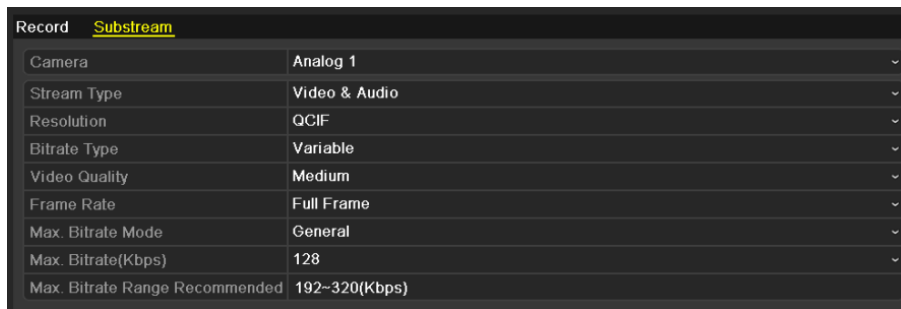 Record Substream
Camera Analog 1
Stream Type Video & Audio
Resolution QCIF
Bitrate Type Variable
Video Quality Medium
Frame Rate Full Frame
Max. Bitrate Mode General
Max. Bitrate(Kbps) 128
Max. Bitrate Range Recommended 192~320(Kbps)